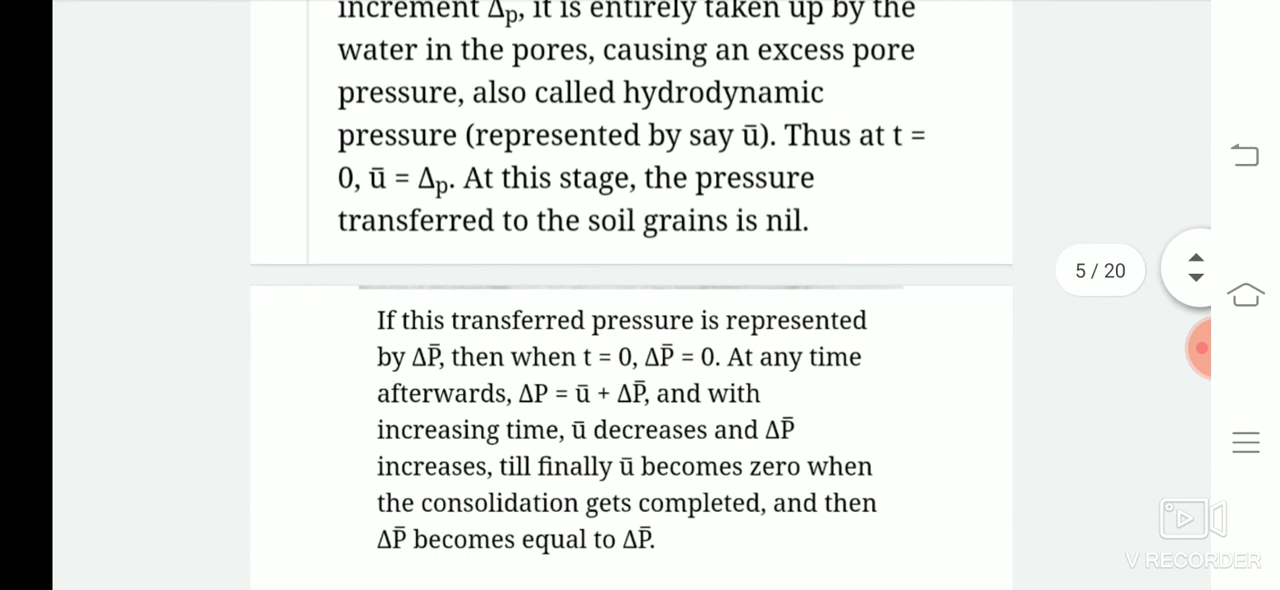 increment Δp, it is entirely taken up by the
water in the pores, causing an excess pore
pressure, also called hydrodynamic
pressure (represented by say ū). Thus at t =
0, ū = Δp. At this stage, the pressure
transferred to the soil grains is nil.
5 / 20
If this transferred pressure is represented
by ΔP̄, then when t = 0, ΔP̄ = 0. At any time
afterwards, ΔP = ū + ΔP̄, and with
increasing time, ū decreases and ΔP̄
increases, till finally ū becomes zero when
the consolidation gets completed, and then
ΔP̄ becomes equal to ΔP̄.
V RECORDER